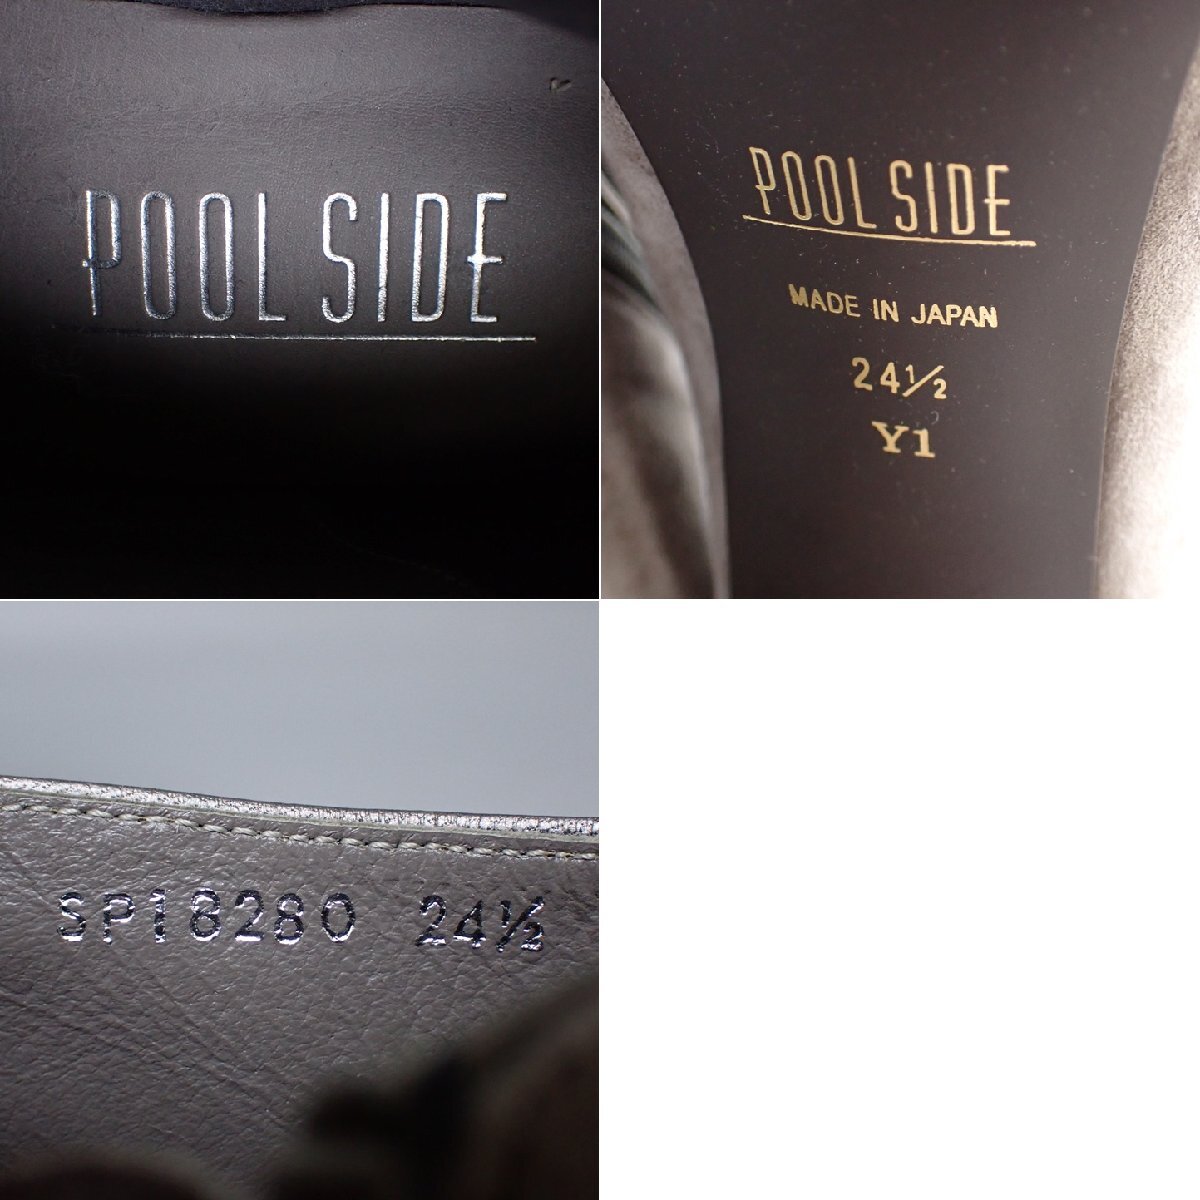 POOL SIDE
POOL SIDE
MADE IN JAPAN
24½
Y1
SP18280 24½